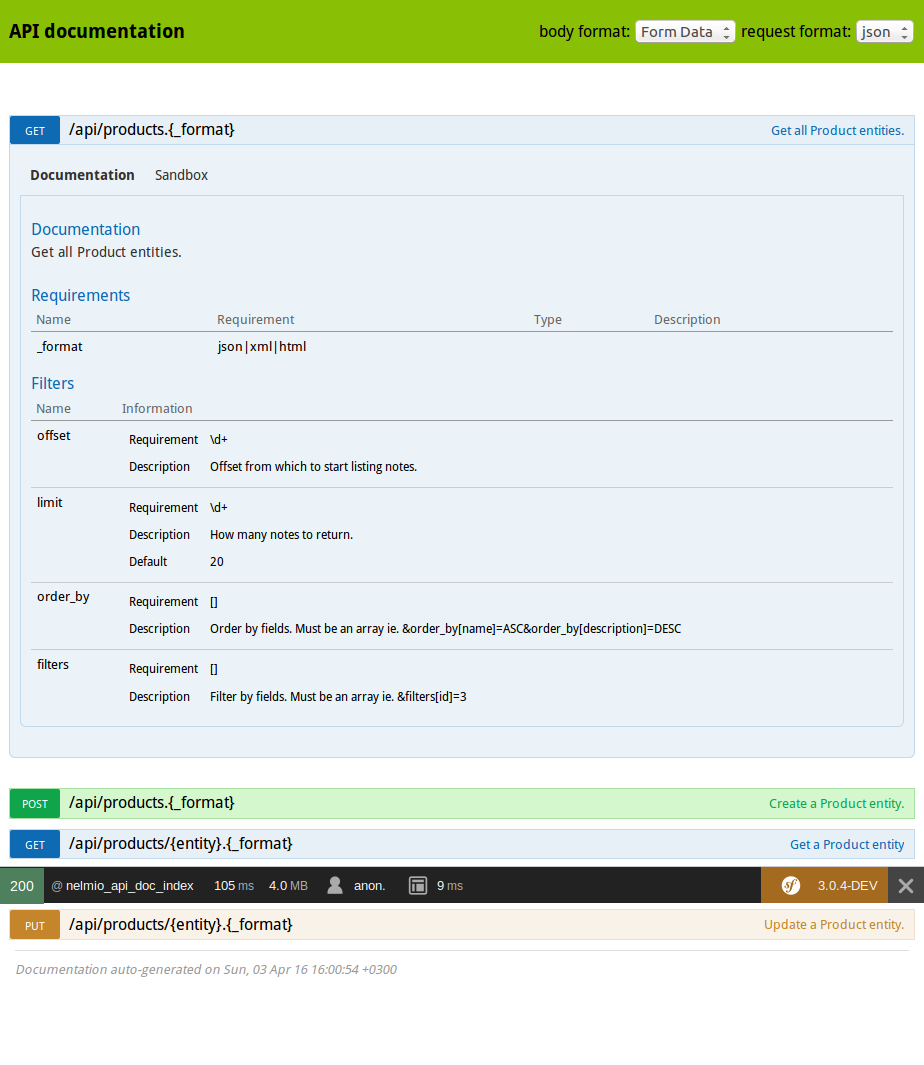 API documentation body format: Form Data request format: json
GET /api/products.{_format} Get all Product entities.
Documentation Sandbox
Documentation
Get all Product entities.
Requirements
Name Requirement Type Description
_format json|xml|html
Filters
Name Information
offset Requirement \d+
Description Offset from which to start listing notes.
limit Requirement \d+
Description How many notes to return.
Default 20
order_by Requirement []
Description Order by fields. Must be an array ie. &order_by[name]=ASC&order_by[description]=DESC
filters Requirement []
Description Filter by fields. Must be an array ie. &filters[id]=3
POST /api/products.{_format} Create a Product entity.
GET /api/products/{entity}.{_format} Get a Product entity
200 @ nelmio_api_doc_index 105 ms 4.0 MB anon. 9 ms sf 3.0.4-DEV
PUT /api/products/{entity}.{_format} Update a Product entity.
Documentation auto-generated on Sun, 03 Apr 16 16:00:54 +0300